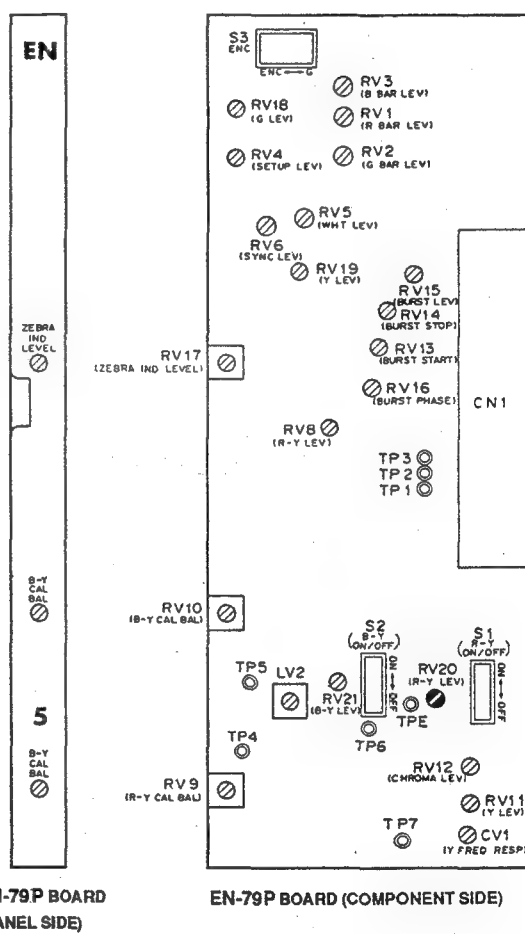 EN
ZEBRA
IND
LEVEL
B-Y
CAL
BAL
5
B-Y
CAL
BAL
N-79P BOARD
ANEL SIDE)
S3
ENC
ENC ↔ G
RV3
(B BAR LEV)
RV18
(G LEV)
RV1
(R BAR LEV)
RV4
(SETUP LEV)
RV2
(G BAR LEV)
RV5
(WHT LEV)
RV6
(SYNC LEV)
RV19
(Y LEV)
RV15
(BURST LEV)
RV14
(BURST STOP)
RV17
(ZEBRA IND LEVEL)
RV13
(BURST START)
RV16
(BURST PHASE)
CN1
RV8
(R-Y LEV)
TP3
TP2
TP1
RV10
(B-Y CAL BAL)
S2
(B-Y
ON/OFF)
ON ↔ OFF
S1
(R-Y
ON/OFF)
ON ↔ OFF
TP5
LV2
RV21
(B-Y LEV)
RV20
(R-Y LEV)
TPE
TP6
TP4
RV12
(CHROMA LEV)
RV9
(R-Y CAL BAL)
RV11
(Y LEV)
TP7
CV1
(Y FREQ RESP)
EN-79P BOARD (COMPONENT SIDE)